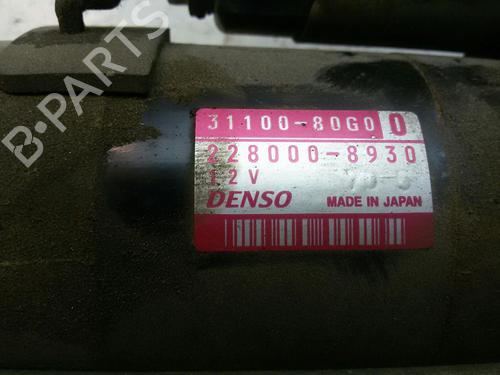 B-PARTS
31100-80G0 0
228000-8930
12V
DENSO MADE IN JAPAN